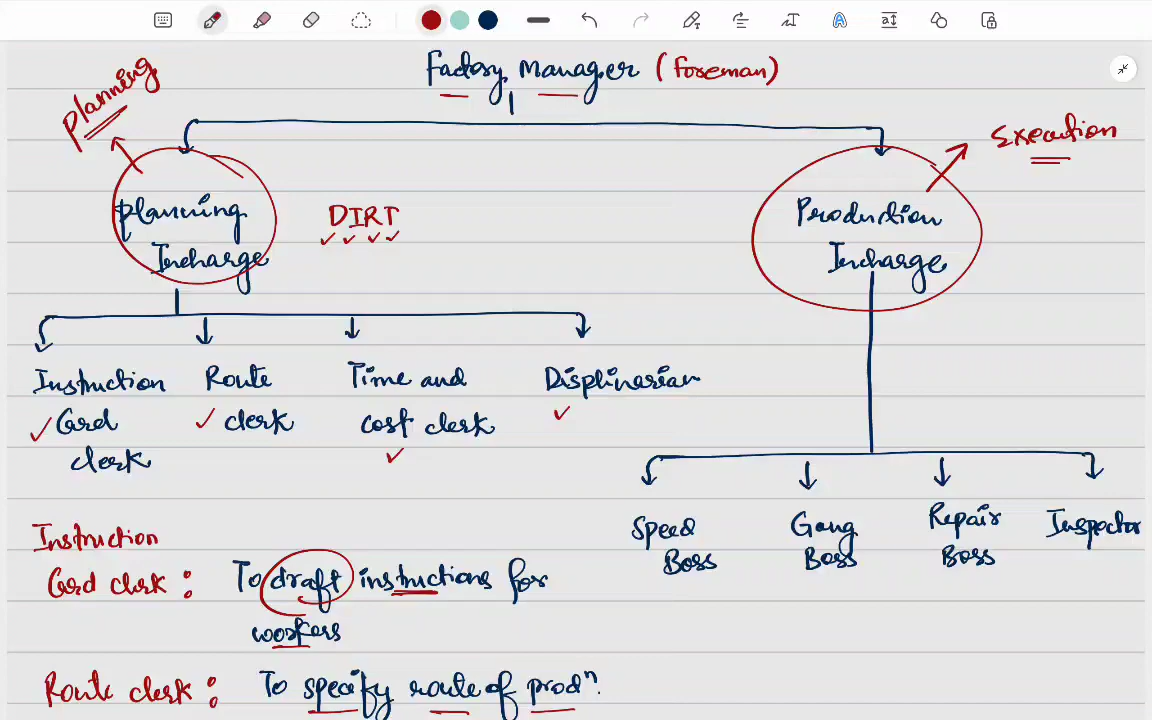 Factory Manager (foreman)
planning
Execution
planning
Incharge
DIRT
Production
Incharge
Instruction
Card
clerk
Route
clerk
Time and
cost clerk
Displinarian
Speed
Boss
Gang
Boss
Repair
Boss
Inspector
Instruction
Card clerk : To draft instructions for
workers
Route clerk : To specify route of prodⁿ.